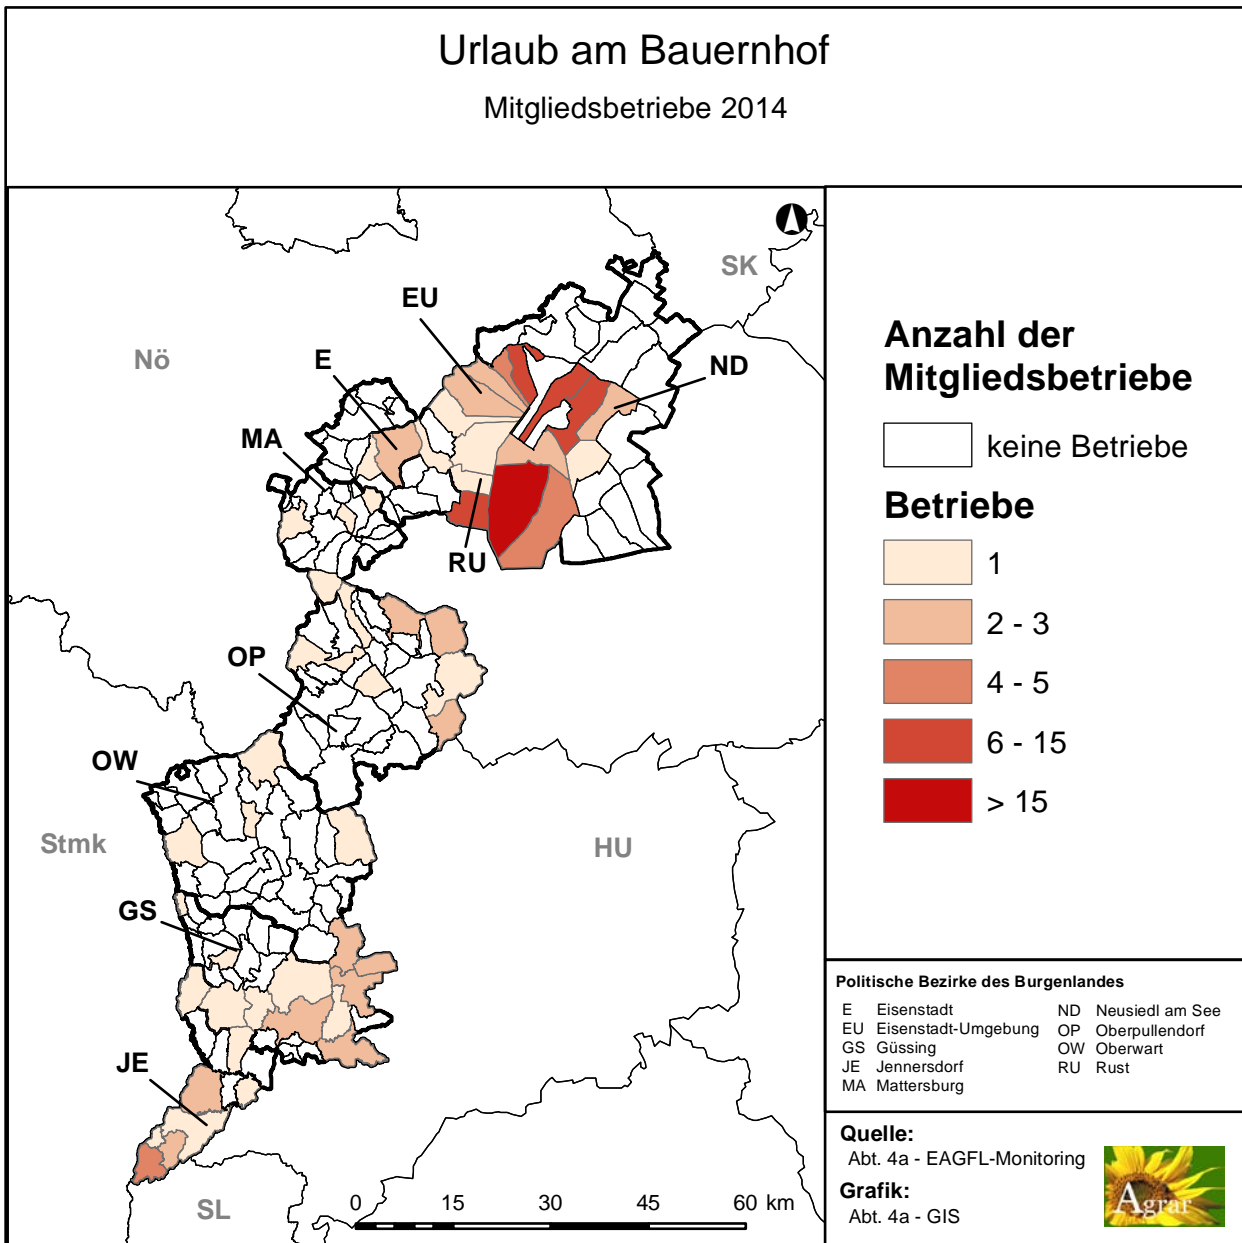 Urlaub am Bauernhof
Mitgliedsbetriebe 2014
SK
EU
Nö
E
ND
MA
RU
OP
OW
Stmk
HU
GS
JE
SL
0 15 30 45 60 km
Anzahl der
Mitgliedsbetriebe
keine Betriebe
Betriebe
1
2 - 3
4 - 5
6 - 15
> 15
Politische Bezirke des Burgenlandes
E Eisenstadt
EU Eisenstadt-Umgebung
GS Güssing
JE Jennersdorf
MA Mattersburg
ND Neusiedl am See
OP Oberpullendorf
OW Oberwart
RU Rust
Quelle:
Abt. 4a - EAGFL-Monitoring
Grafik:
Abt. 4a - GIS
Agrar